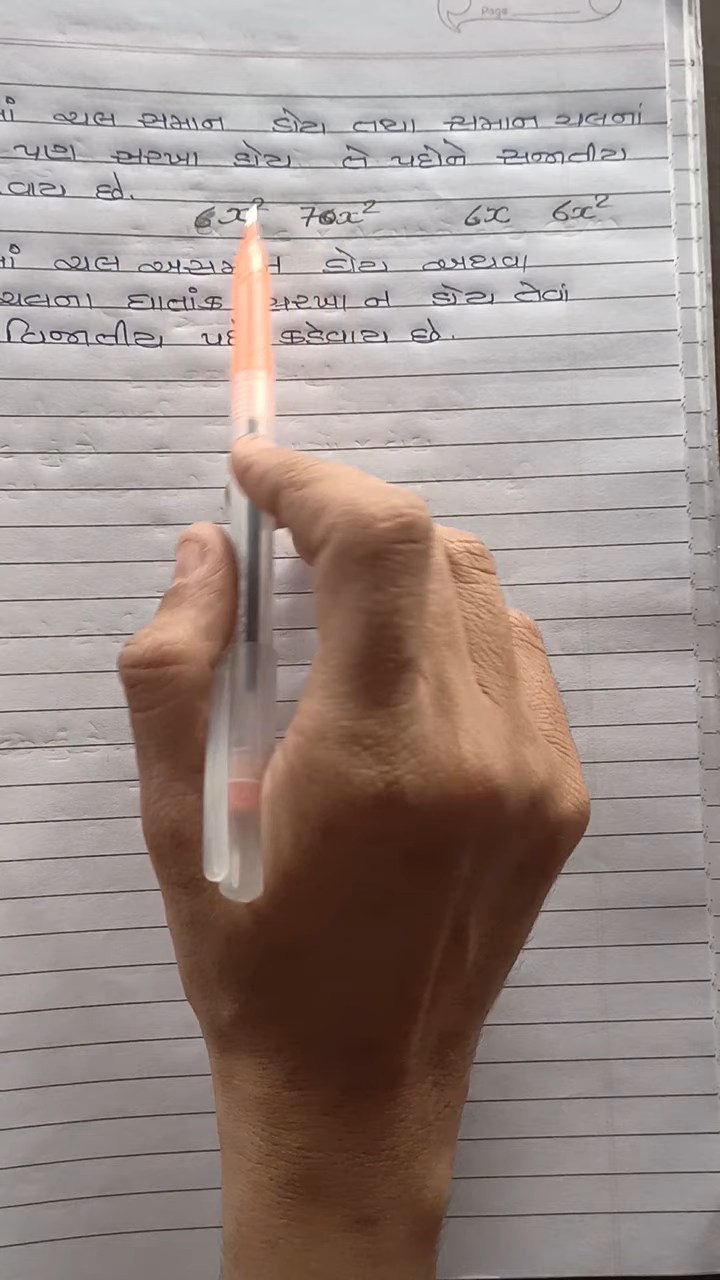 Page
માં ચલ સમાન હોય તથા સમાન ચલનાં
પણ સરખા હોય તે પદોને સજાતીય
વાય છે.
6x² 70x² 6x 6x²
માં ચલ અસમાન હોય અથવા
ચલના ઘાતાંક સરખા ન હોય તેવાં
વિજાતીય પદો કહેવાય છે.